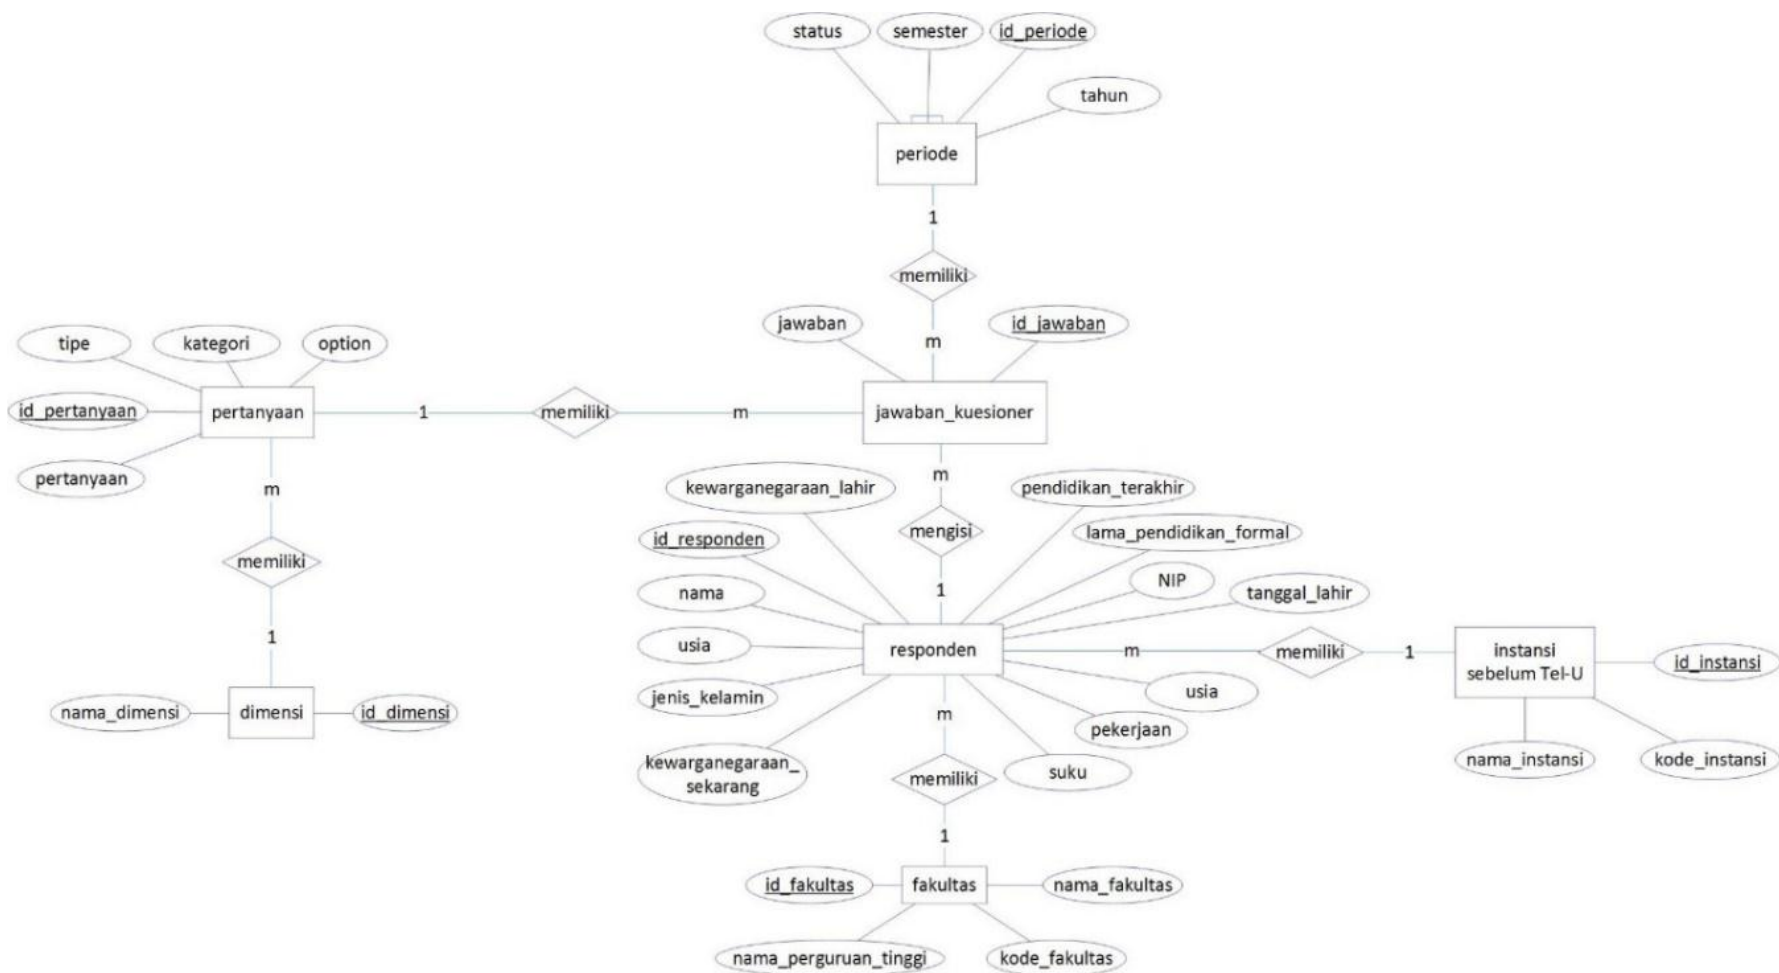 status
semester
id_periode
tahun
periode
1
memiliki
jawaban
id_jawaban
m
tipe
kategori
option
id_pertanyaan
pertanyaan
1
memiliki
m
jawaban_kuesioner
pertanyaan
m
memiliki
1
nama_dimensi
dimensi
id_dimensi
m
kewarganegaraan_lahir
pendidikan_terakhir
mengisi
id_responden
lama_pendidikan_formal
nama
1
NIP
tanggal_lahir
usia
responden
m
memiliki
1
instansi
sebelum Tel-U
id_instansi
jenis_kelamin
usia
m
pekerjaan
nama_instansi
kode_instansi
kewarganegaraan_
sekarang
memiliki
suku
1
id_fakultas
fakultas
nama_fakultas
nama_perguruan_tinggi
kode_fakultas